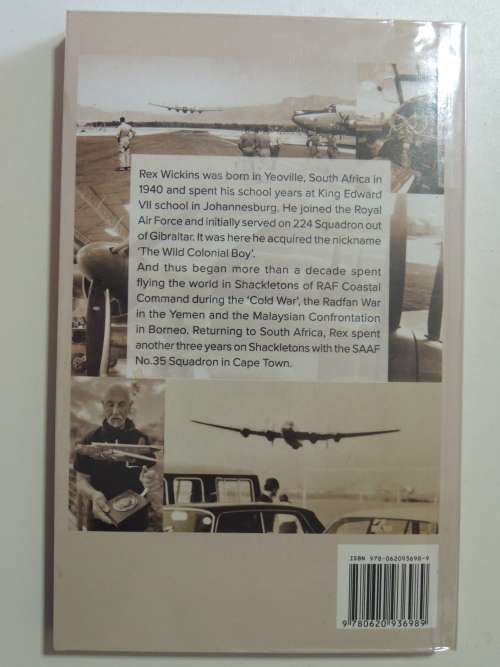 Rex Wickins was born in Yeoville, South Africa in
1940 and spent his school years at King Edward
VII school in Johannesburg. He joined the Royal
Air Force and initially served on 224 Squadron out
of Gibraltar. It was here he acquired the nickname
'The Wild Colonial Boy'.
And thus began more than a decade spent
flying the world in Shackletons of RAF Coastal
Command during the 'Cold War', the Radfan War
in the Yemen and the Malaysian Confrontation
in Borneo. Returning to South Africa, Rex spent
another three years on Shackletons with the SAAF
No.35 Squadron in Cape Town.
ISBN 978-062093698-9
9 780620 936989